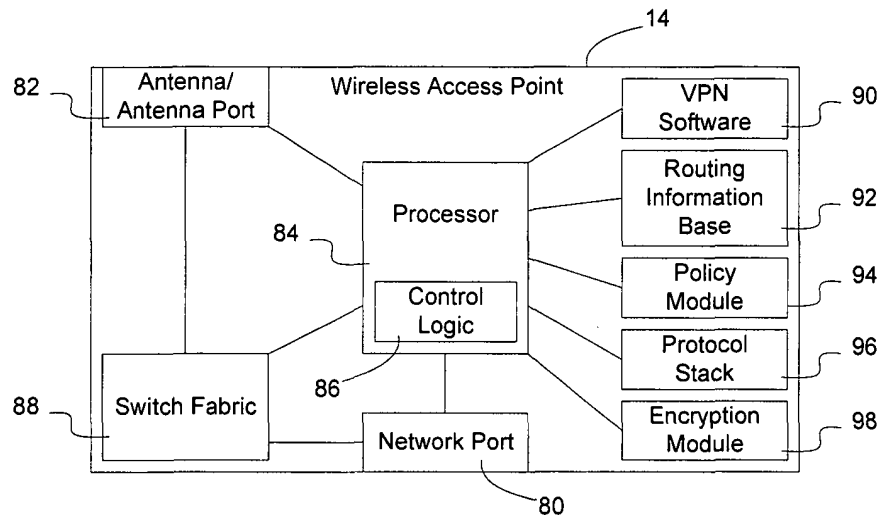 14
82
Antenna/
Antenna Port
Wireless Access Point
VPN
Software
90
Routing
Information
Base
92
84
Processor
Control
Logic
86
Policy
Module
94
Protocol
Stack
96
88
Switch Fabric
Encryption
Module
98
Network Port
80